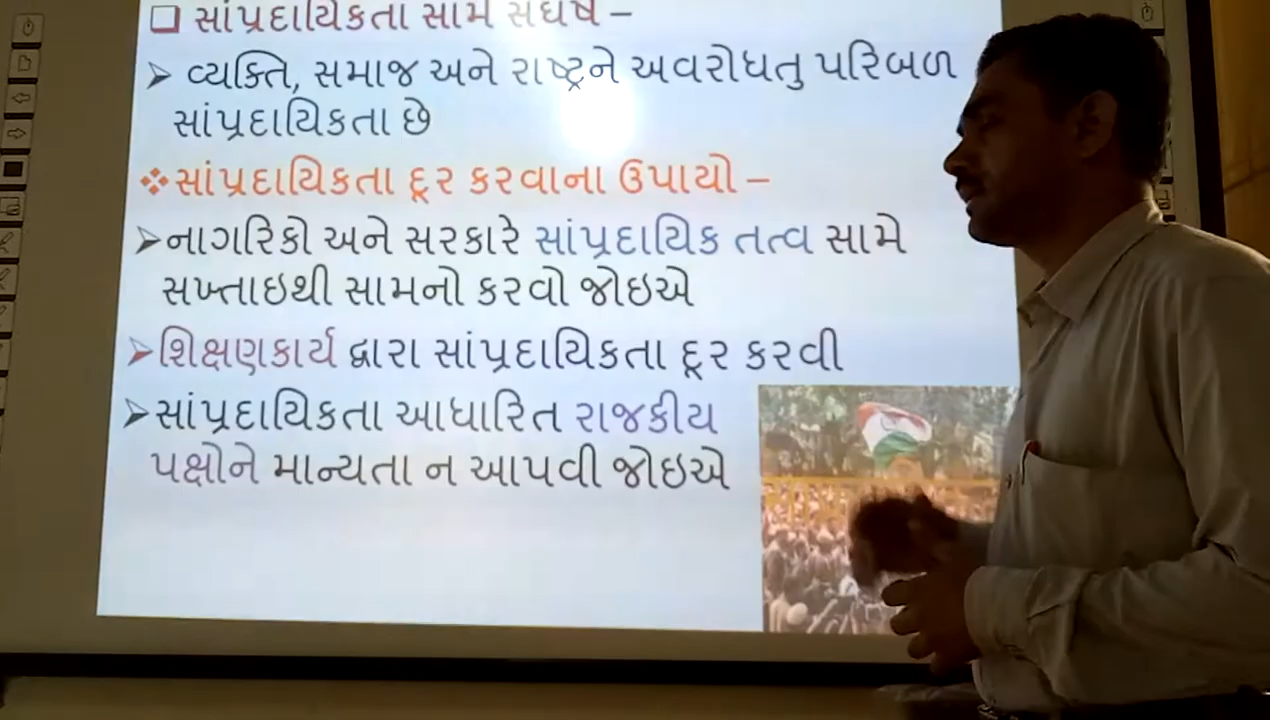 ❑ સાંપ્રદાયિકતા સામે સંઘર્ષ –
➢ વ્યક્તિ, સમાજ અને રાષ્ટ્રને અવરોધતુ પરિબળ
સાંપ્રદાયિકતા છે
❖સાંપ્રદાયિકતા દૂર કરવાના ઉપાયો –
➢નાગરિકો અને સરકારે સાંપ્રદાયિક તત્વ સામે
સખ્તાઇથી સામનો કરવો જોઇએ
➢શિક્ષણકાર્ય દ્વારા સાંપ્રદાયિકતા દૂર કરવી
➢સાંપ્રદાયિકતા આધારિત રાજકીય
પક્ષોને માન્યતા ન આપવી જોઇએ